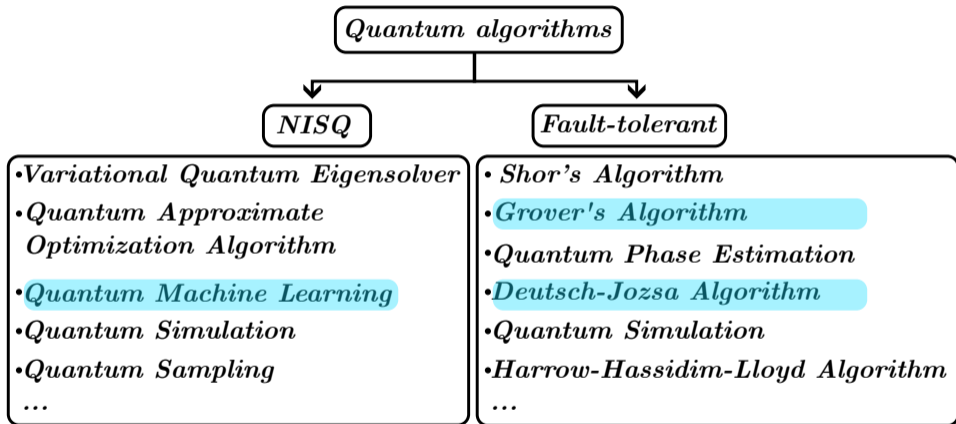 Quantum algorithms
NISQ
Fault-tolerant
•Variational Quantum Eigensolver
•Quantum Approximate
Optimization Algorithm
•Quantum Machine Learning
•Quantum Simulation
•Quantum Sampling
...
• Shor's Algorithm
•Grover's Algorithm
•Quantum Phase Estimation
•Deutsch-Jozsa Algorithm
•Quantum Simulation
•Harrow-Hassidim-Lloyd Algorithm
...